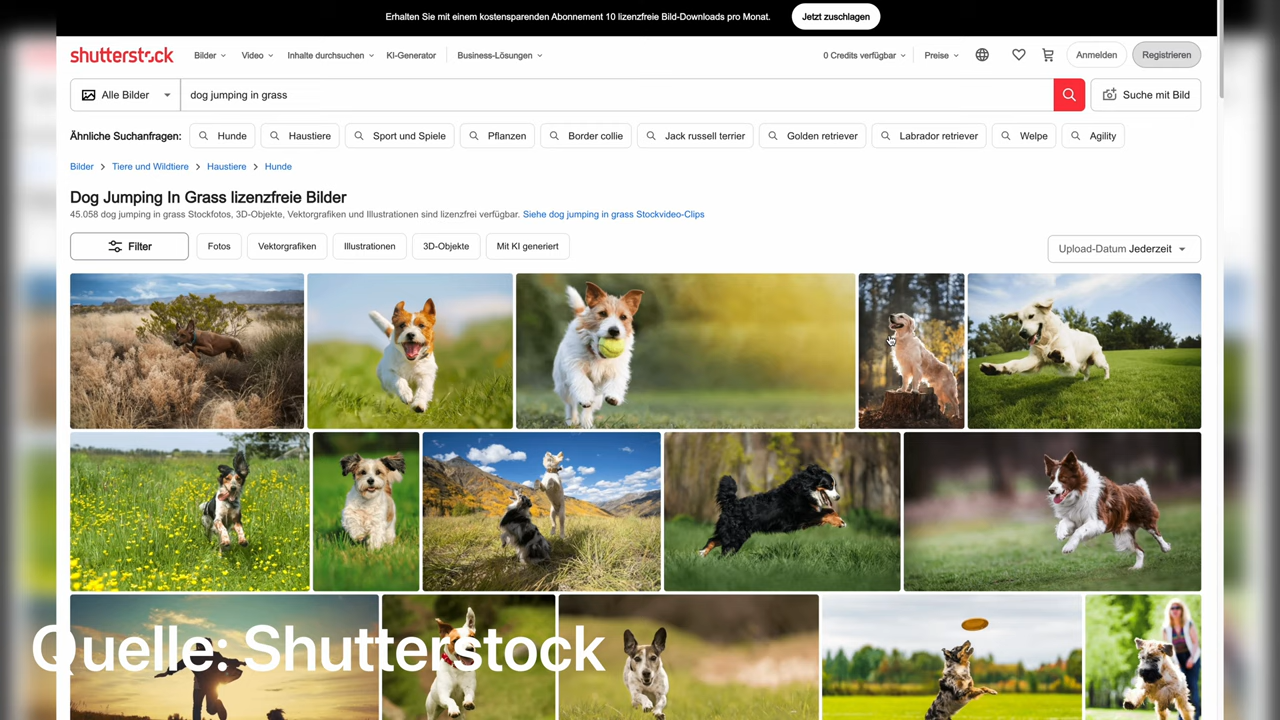 Erhalten Sie mit einem kostensparenden Abonnement 10 lizenzfreie Bild-Downloads pro Monat. Jetzt zuschlagen
shutterstock Bilder Video Inhalte durchsuchen KI-Generator Business-Lösungen 0 Credits verfügbar Preise Anmelden Registrieren
Alle Bilder dog jumping in grass Suche mit Bild
Ähnliche Suchanfragen: Hunde Haustiere Sport und Spiele Pflanzen Border collie Jack russell terrier Golden retriever Labrador retriever Welpe Agility
Bilder > Tiere und Wildtiere > Haustiere > Hunde
Dog Jumping In Grass lizenzfreie Bilder
45.058 dog jumping in grass Stockfotos, 3D-Objekte, Vektorgrafiken und Illustrationen sind lizenzfrei verfügbar. Siehe dog jumping in grass Stockvideo-Clips
Filter Fotos Vektorgrafiken Illustrationen 3D-Objekte Mit KI generiert Upload-Datum Jederzeit
Quelle: Shutterstock